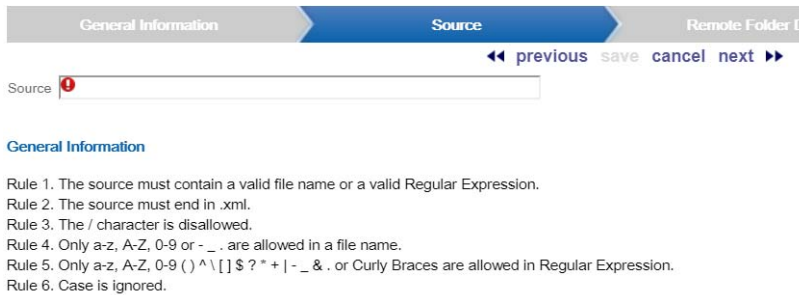 General Information Source Remote Folder
previous save cancel next
Source
General Information
Rule 1. The source must contain a valid file name or a valid Regular Expression.
Rule 2. The source must end in .xml.
Rule 3. The / character is disallowed.
Rule 4. Only a-z, A-Z, 0-9 or - _ . are allowed in a file name.
Rule 5. Only a-z, A-Z, 0-9 ( ) ^ \ [ ] $ ? * + | - _ & . or Curly Braces are allowed in Regular Expression.
Rule 6. Case is ignored.